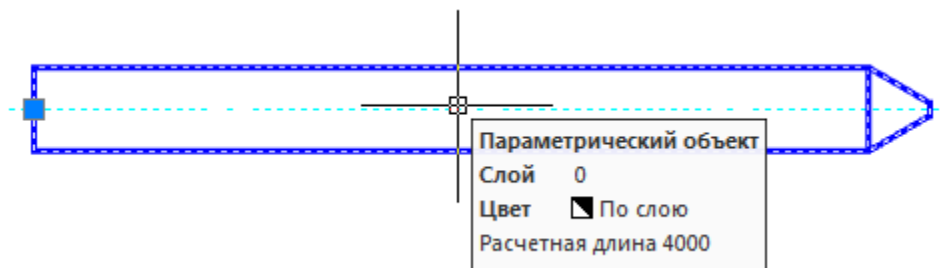 Параметрический объект
Слой 0
Цвет По слою
Расчетная длина 4000